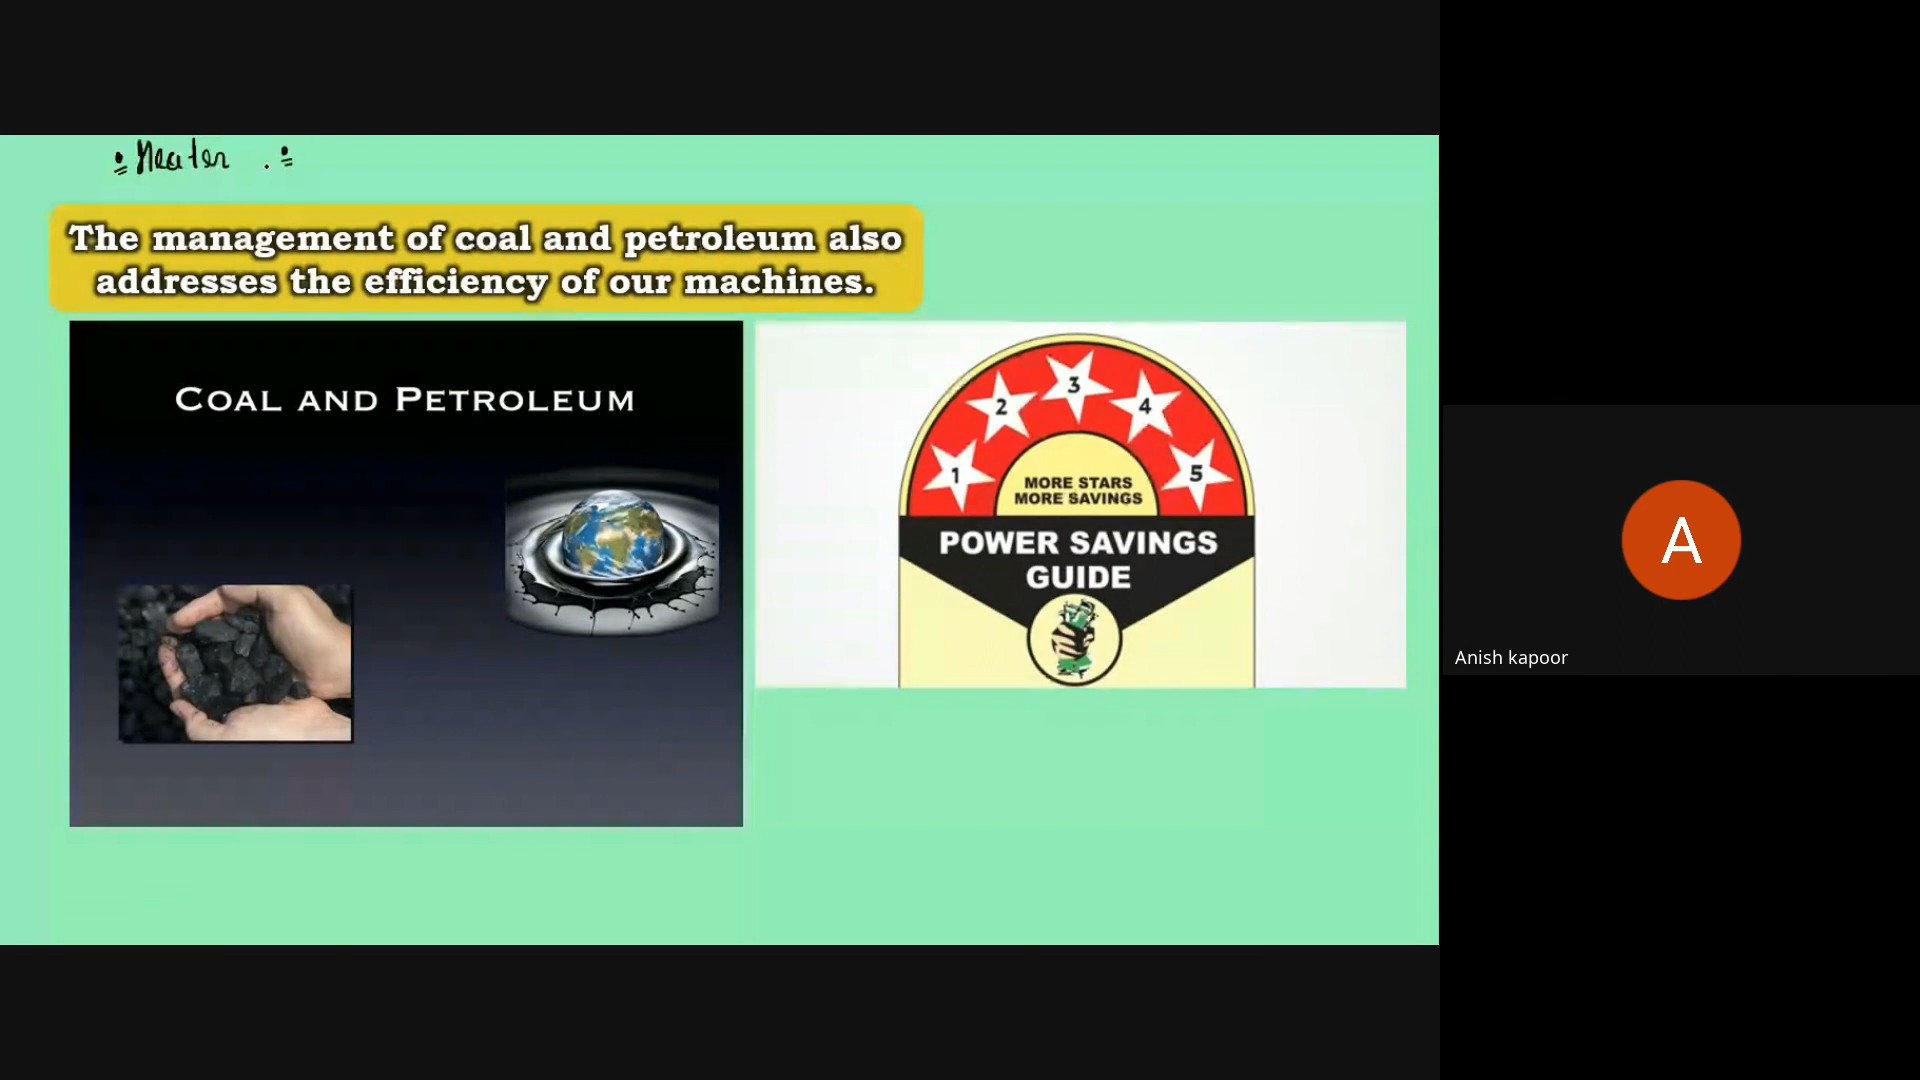 Heater
The management of coal and petroleum also
addresses the efficiency of our machines.
COAL AND PETROLEUM
1 2 3 4 5
MORE STARS
MORE SAVINGS
POWER SAVINGS
GUIDE
A
Anish kapoor